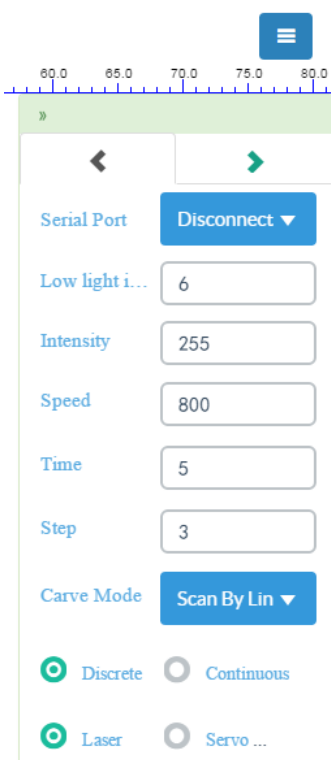 60.0 65.0 70.0 75.0 80.0
»
Serial Port Disconnect
Low light i... 6
Intensity 255
Speed 800
Time 5
Step 3
Carve Mode Scan By Lin
Discrete Continuous
Laser Servo ...